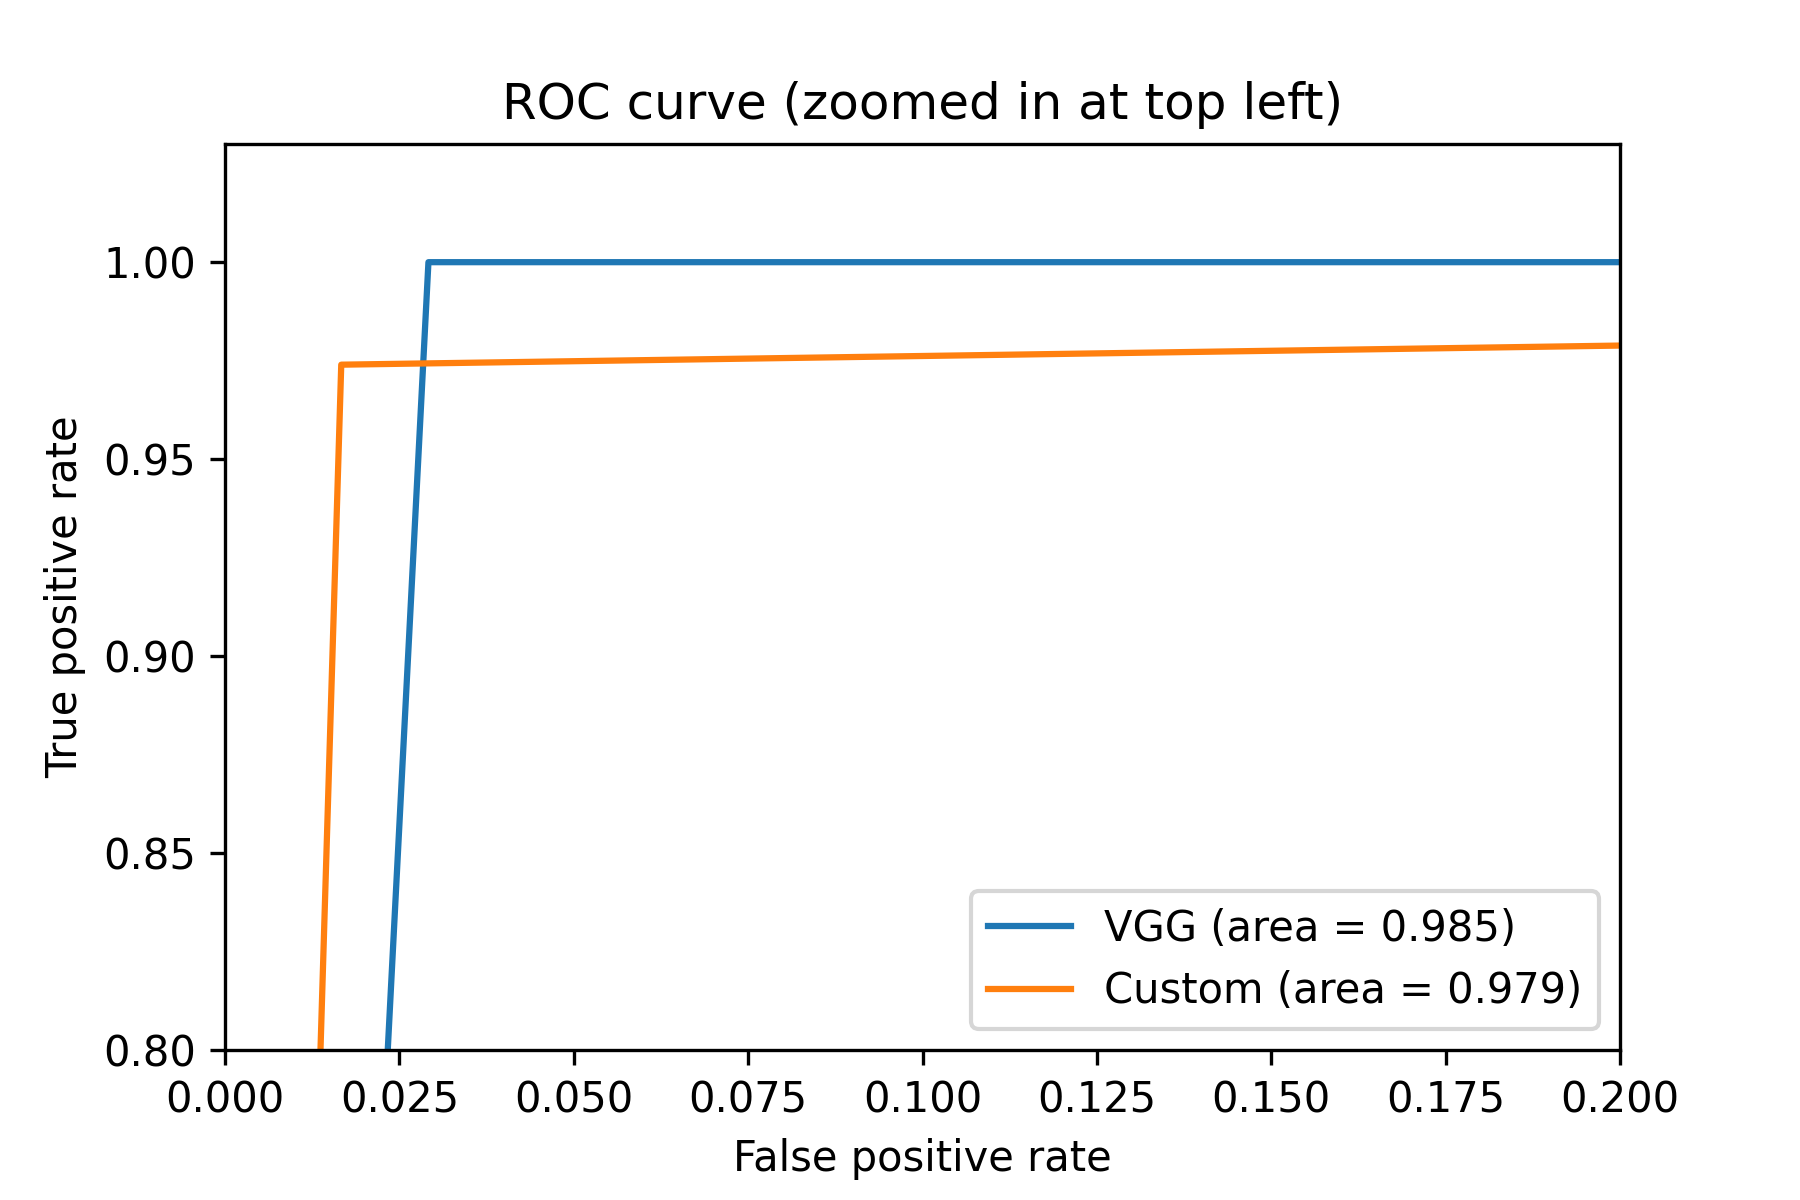 ROC curve (zoomed in at top left)
True positive rate
1.00
0.95
0.90
0.85
0.80
VGG (area = 0.985)
Custom (area = 0.979)
0.000 0.025 0.050 0.075 0.100 0.125 0.150 0.175 0.200
False positive rate